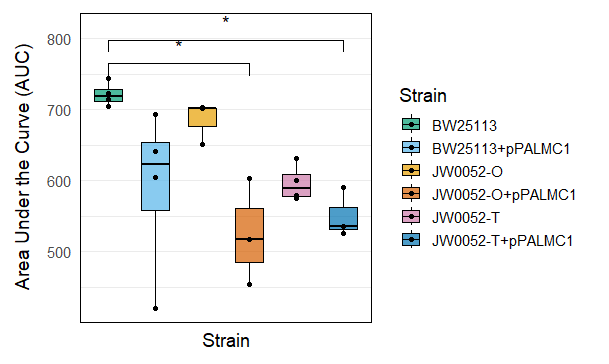 *
*
800
700
600
500
Area Under the Curve (AUC)
Strain
Strain
BW25113
BW25113+pPALMC1
JW0052-O
JW0052-O+pPALMC1
JW0052-T
JW0052-T+pPALMC1